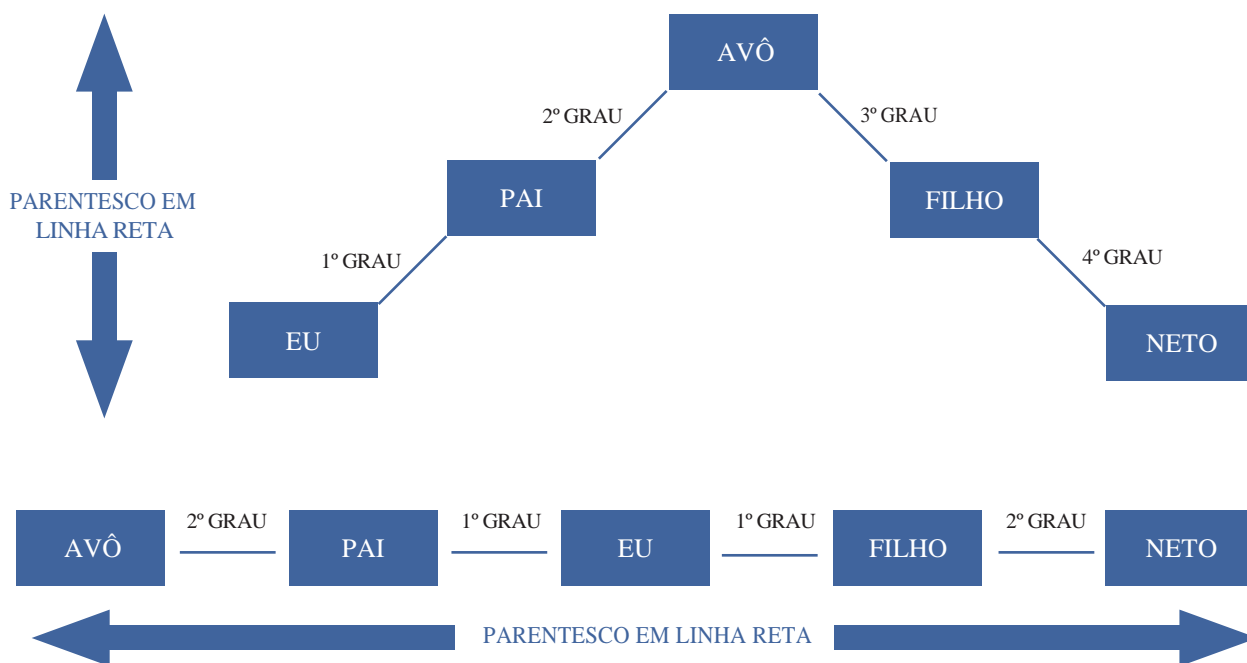 AVÔ
2º GRAU
3º GRAU
PAI
FILHO
PARENTESCO EM
LINHA RETA
1º GRAU
4º GRAU
EU
NETO
AVÔ
2º GRAU
PAI
1º GRAU
EU
1º GRAU
FILHO
2º GRAU
NETO
PARENTESCO EM LINHA RETA